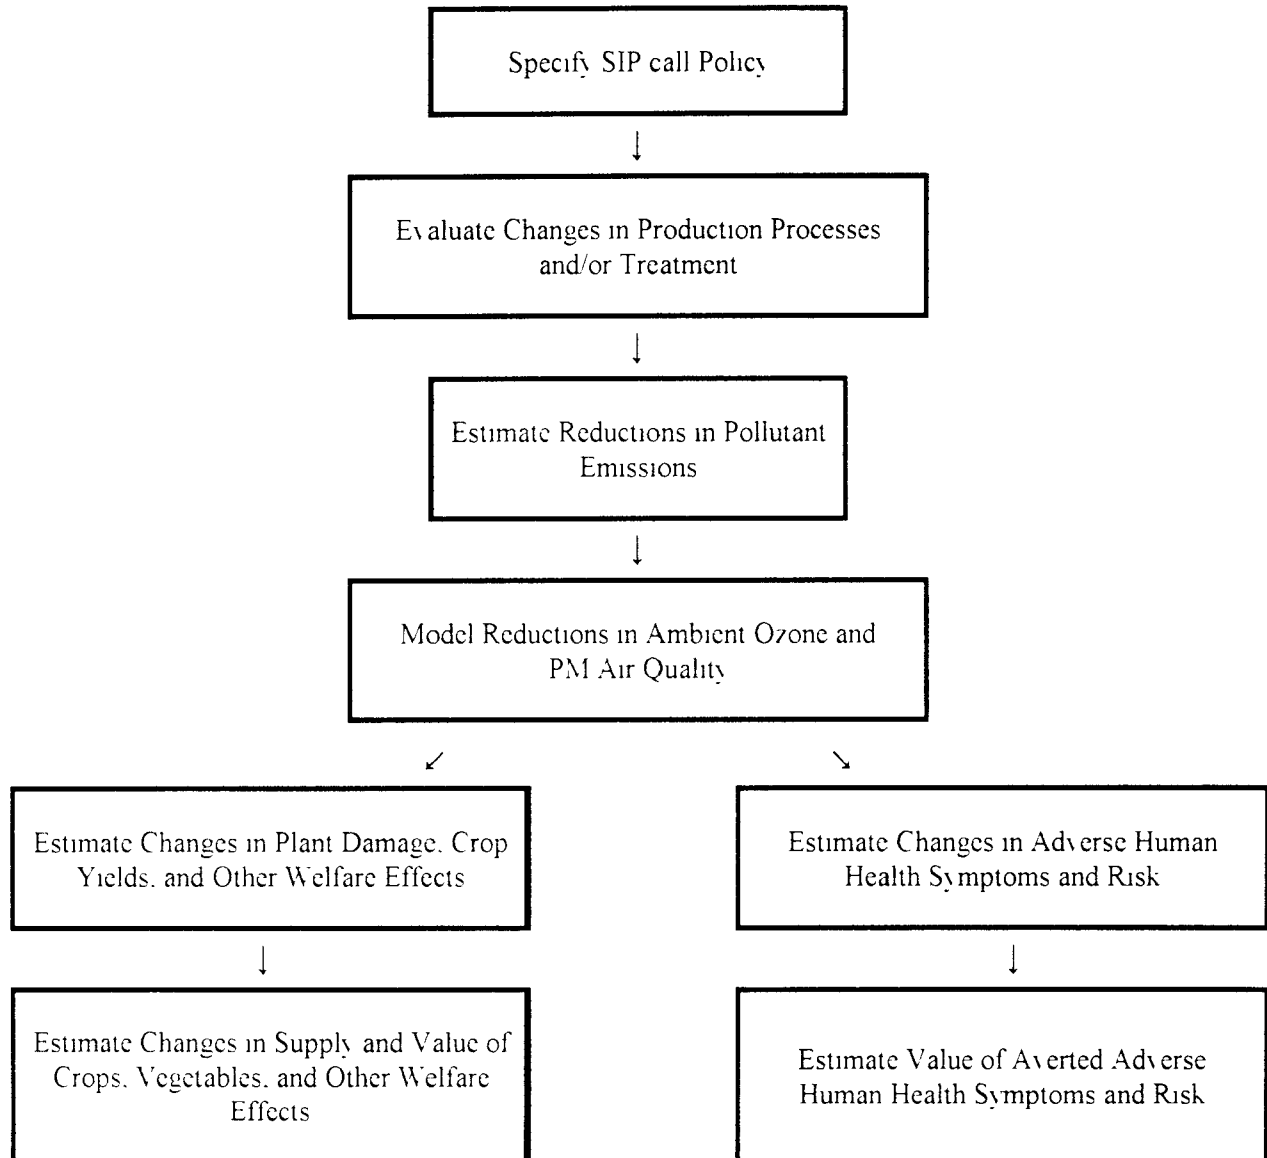 Specify SIP call Policy
Evaluate Changes in Production Processes
and/or Treatment
Estimate Reductions in Pollutant
Emissions
Model Reductions in Ambient Ozone and
PM Air Quality
Estimate Changes in Plant Damage, Crop
Yields, and Other Welfare Effects
Estimate Changes in Adverse Human
Health Symptoms and Risk
Estimate Changes in Supply and Value of
Crops, Vegetables, and Other Welfare
Effects
Estimate Value of Averted Adverse
Human Health Symptoms and Risk